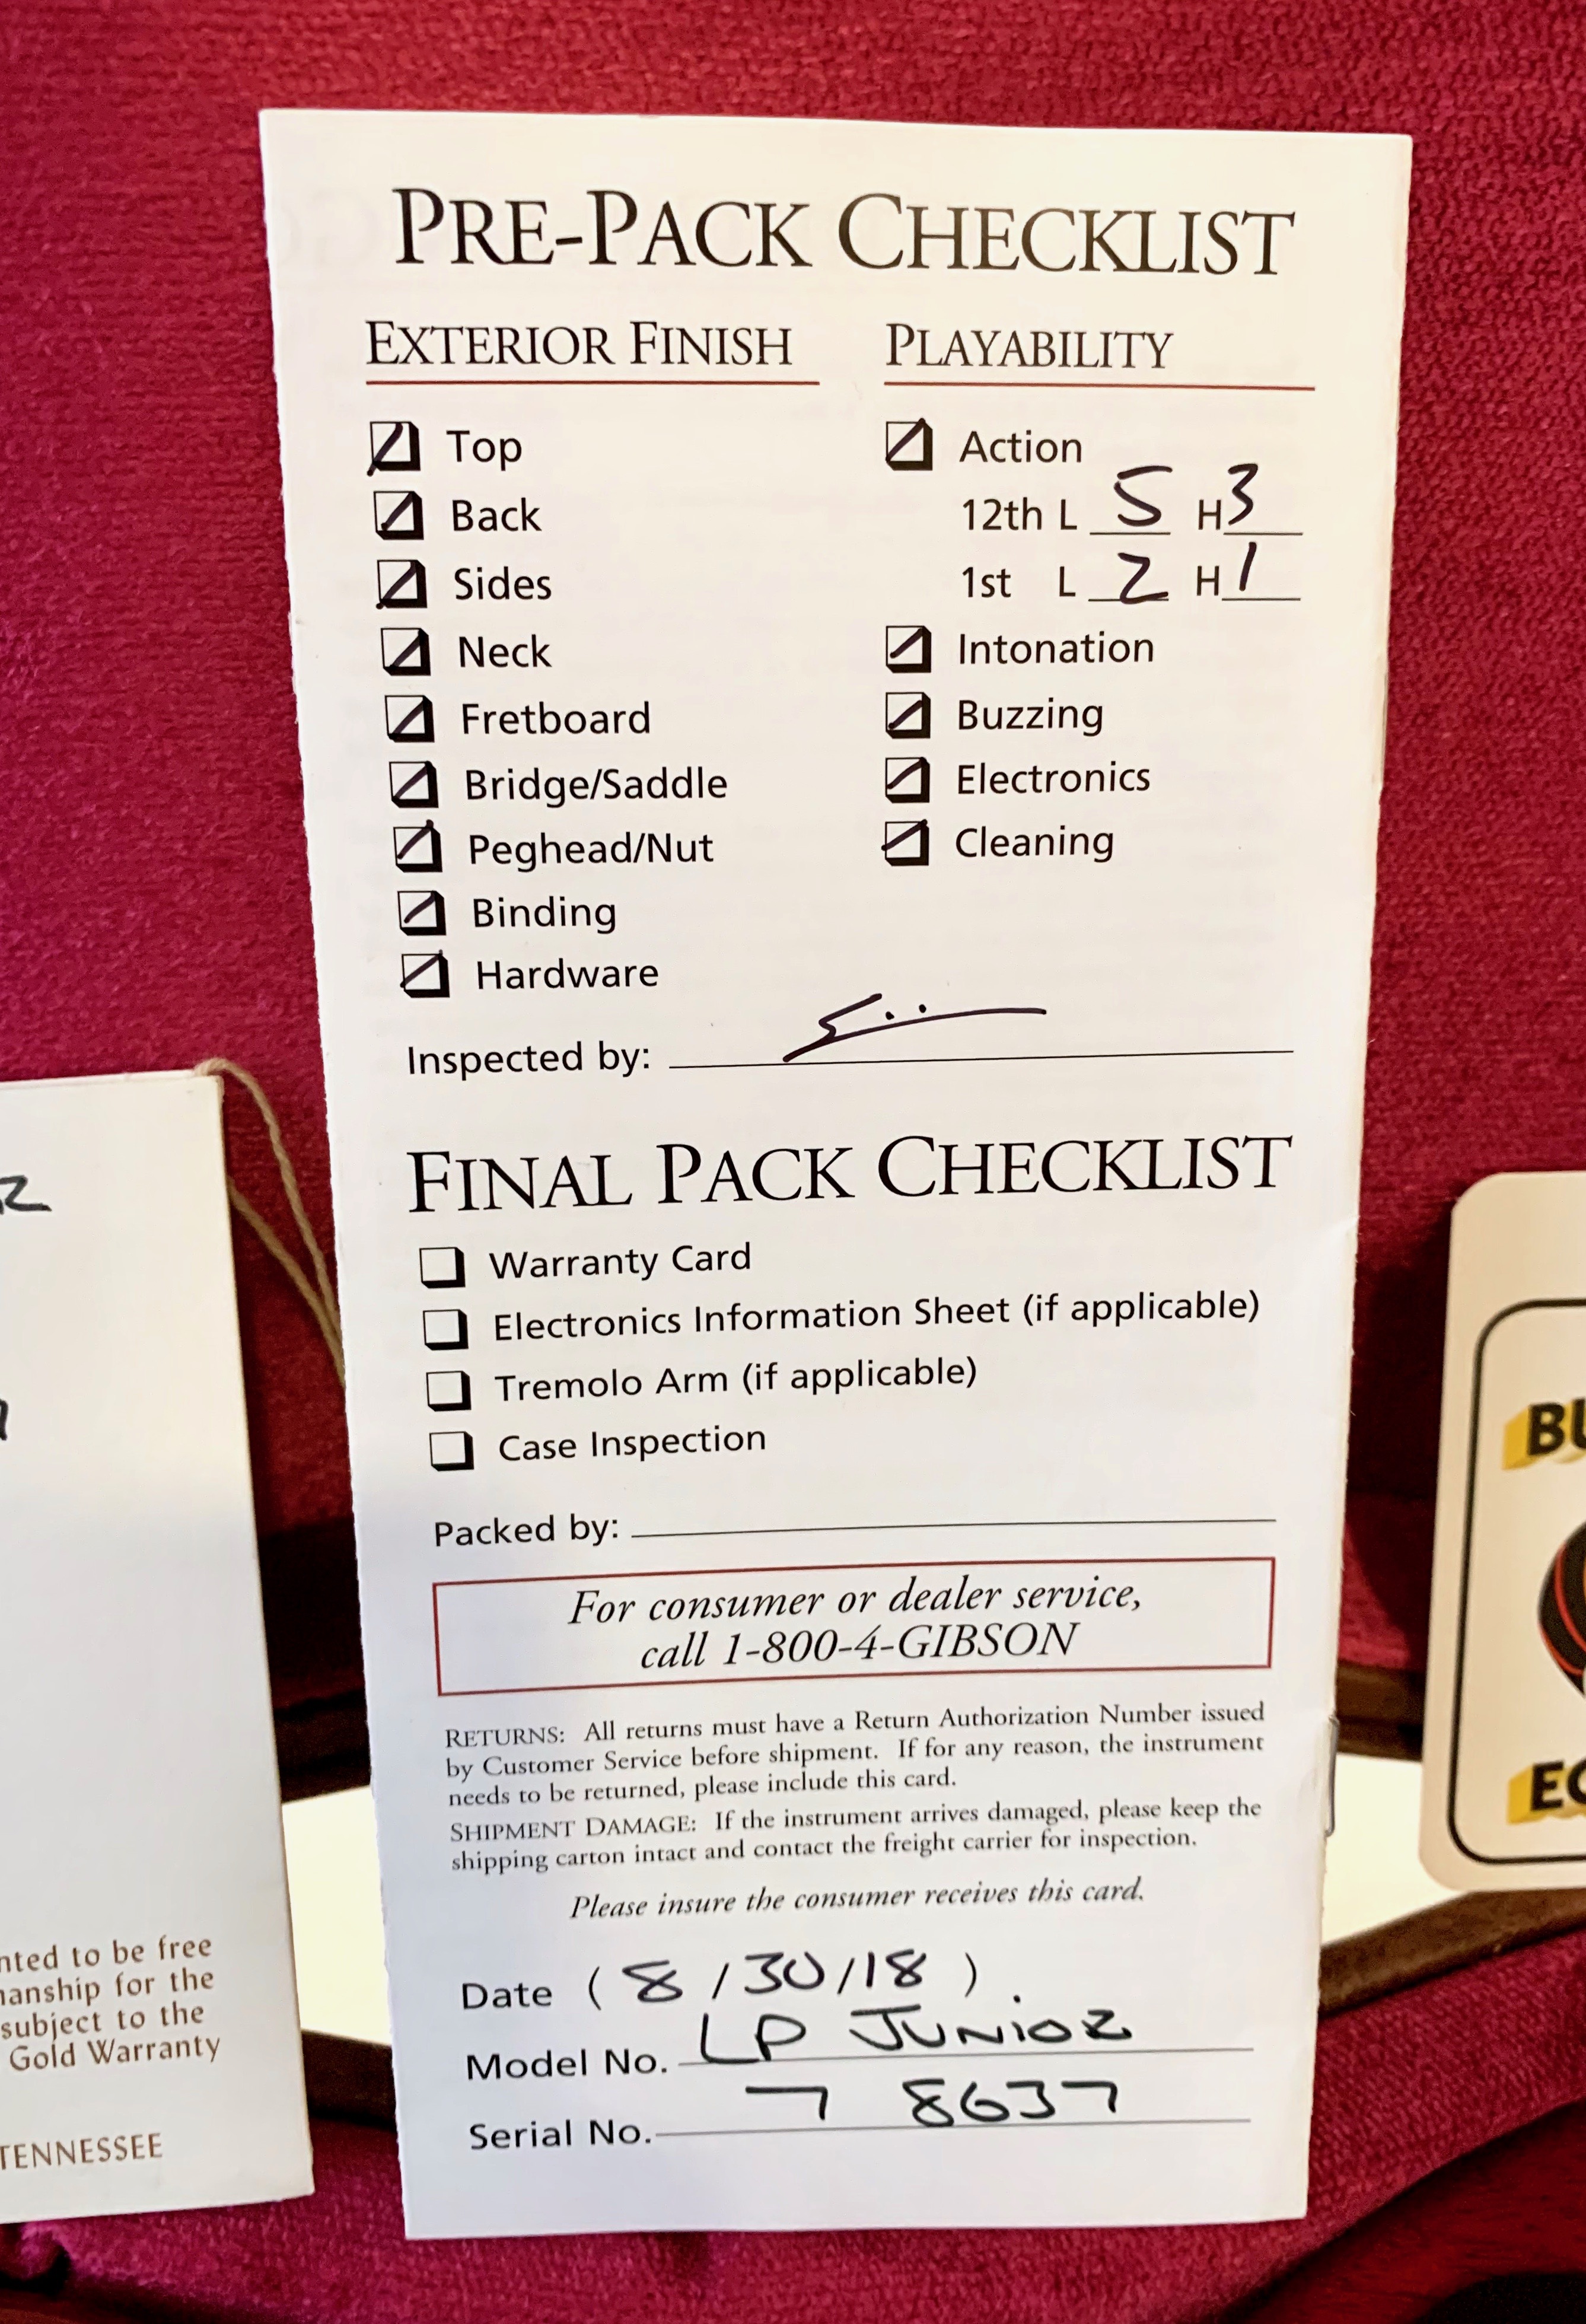 PRE-PACK CHECKLIST
EXTERIOR FINISH
Top
Back
Sides
Neck
Fretboard
Bridge/Saddle
Peghead/Nut
Binding
Hardware
PLAYABILITY
Action
12th L 5 H 3
1st L 2 H 1
Intonation
Buzzing
Electronics
Cleaning
Inspected by:
FINAL PACK CHECKLIST
Warranty Card
Electronics Information Sheet (if applicable)
Tremolo Arm (if applicable)
Case Inspection
Packed by:
For consumer or dealer service,
call 1-800-4-GIBSON
RETURNS: All returns must have a Return Authorization Number issued
by Customer Service before shipment. If for any reason, the instrument
needs to be returned, please include this card.
SHIPMENT DAMAGE: If the instrument arrives damaged, please keep the
shipping carton intact and contact the freight carrier for inspection.
Please insure the consumer receives this card.
Date (8/30/18)
Model No. LP JUNIOR
Serial No. 7 8637
to be free
for the
subject to the
Gold Warranty
TENNESSEE